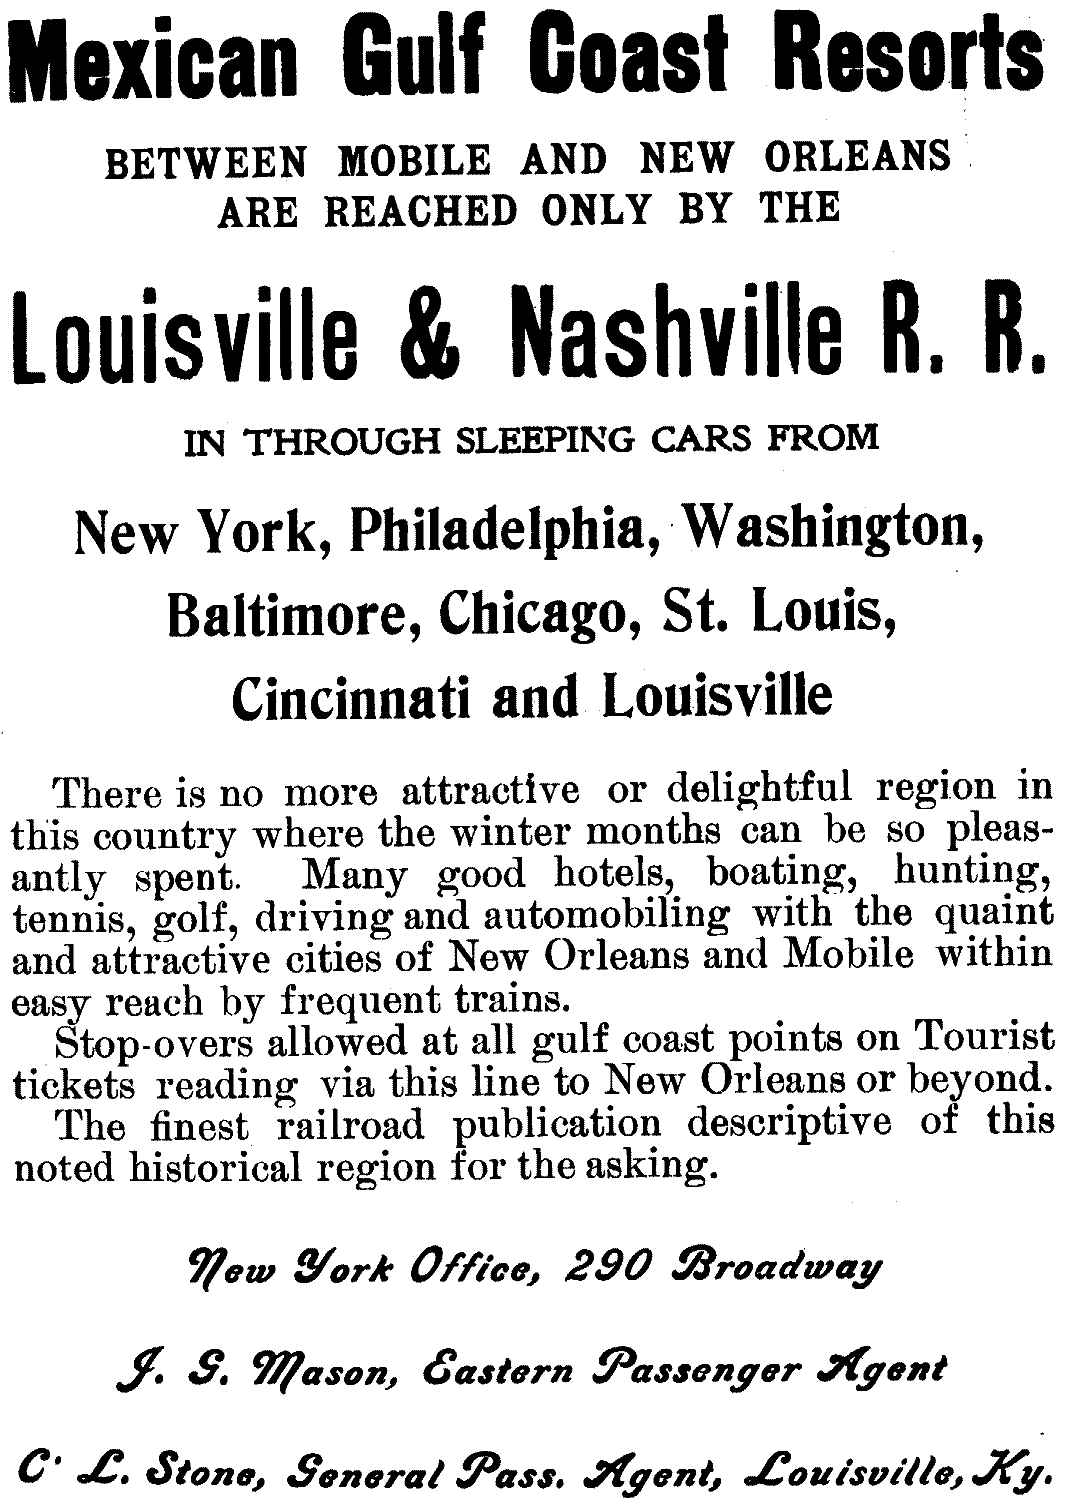 Mexican Gulf Coast Resorts
BETWEEN MOBILE AND NEW ORLEANS
ARE REACHED ONLY BY THE
Louisville & Nashville R. R.
IN THROUGH SLEEPING CARS FROM
New York, Philadelphia, Washington,
Baltimore, Chicago, St. Louis,
Cincinnati and Louisville
There is no more attractive or delightful region in
this country where the winter months can be so pleas-
antly spent. Many good hotels, boating, hunting,
tennis, golf, driving and automobiling with the quaint
and attractive cities of New Orleans and Mobile within
easy reach by frequent trains.
Stop-overs allowed at all gulf coast points on Tourist
tickets reading via this line to New Orleans or beyond.
The finest railroad publication descriptive of this
noted historical region for the asking.
New York Office, 290 Broadway
J. G. Mason, Eastern Passenger Agent
C. L. Stone, General Pass. Agent, Louisville, Ky.